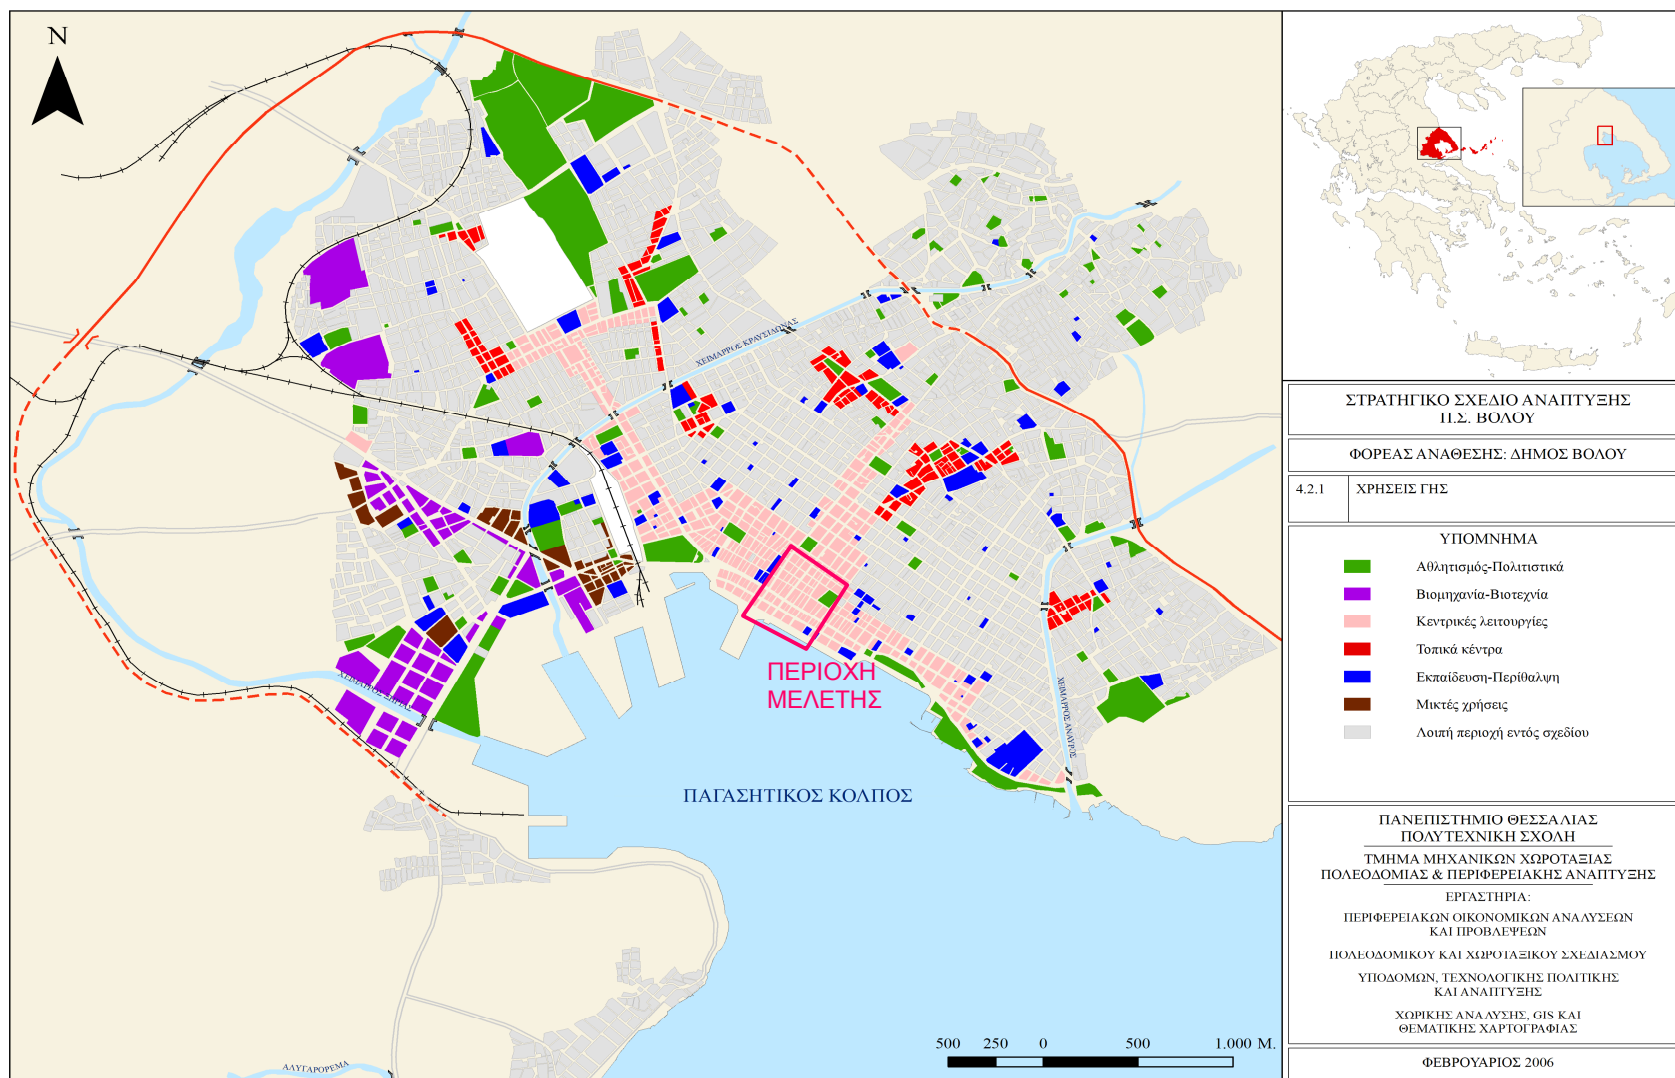 N
ΧΕΙΜΑΡΡΟΣ ΚΡΑΥΣΙΔΩΝΑΣ
ΠΕΡΙΟΧΗ
ΜΕΛΕΤΗΣ
ΧΕΙΜΑΡΡΟΣ ΑΝΑΥΡΟΣ
ΠΑΓΑΣΗΤΙΚΟΣ ΚΟΛΠΟΣ
ΑΛΥΓΑΡΟΡΕΜΑ
500 250 0 500 1.000 Μ.
ΣΤΡΑΤΗΓΙΚΟ ΣΧΕΔΙΟ ΑΝΑΠΤΥΞΗΣ
Π.Σ. ΒΟΛΟΥ
ΦΟΡΕΑΣ ΑΝΑΘΕΣΗΣ: ΔΗΜΟΣ ΒΟΛΟΥ
4.2.1 ΧΡΗΣΕΙΣ ΓΗΣ
ΥΠΟΜΝΗΜΑ
Αθλητισμός-Πολιτιστικά
Βιομηχανία-Βιοτεχνία
Κεντρικές λειτουργίες
Τοπικά κέντρα
Εκπαίδευση-Περίθαλψη
Μικτές χρήσεις
Λοιπή περιοχή εντός σχεδίου
ΠΑΝΕΠΙΣΤΗΜΙΟ ΘΕΣΣΑΛΙΑΣ
ΠΟΛΥΤΕΧΝΙΚΗ ΣΧΟΛΗ
ΤΜΗΜΑ ΜΗΧΑΝΙΚΩΝ ΧΩΡΟΤΑΞΙΑΣ
ΠΟΛΕΟΔΟΜΙΑΣ & ΠΕΡΙΦΕΡΕΙΑΚΗΣ ΑΝΑΠΤΥΞΗΣ
ΕΡΓΑΣΤΗΡΙΑ:
ΠΕΡΙΦΕΡΕΙΑΚΩΝ ΟΙΚΟΝΟΜΙΚΩΝ ΑΝΑΛΥΣΕΩΝ
ΚΑΙ ΠΡΟΒΛΕΨΕΩΝ
ΠΟΛΕΟΔΟΜΙΚΟΥ ΚΑΙ ΧΩΡΟΤΑΞΙΚΟΥ ΣΧΕΔΙΑΣΜΟΥ
ΥΠΟΔΟΜΩΝ, ΤΕΧΝΟΛΟΓΙΚΗΣ ΠΟΛΙΤΙΚΗΣ
ΚΑΙ ΑΝΑΠΤΥΞΗΣ
ΧΩΡΙΚΗΣ ΑΝΑΛΥΣΗΣ, GIS ΚΑΙ
ΘΕΜΑΤΙΚΗΣ ΧΑΡΤΟΓΡΑΦΙΑΣ
ΦΕΒΡΟΥΑΡΙΟΣ 2006